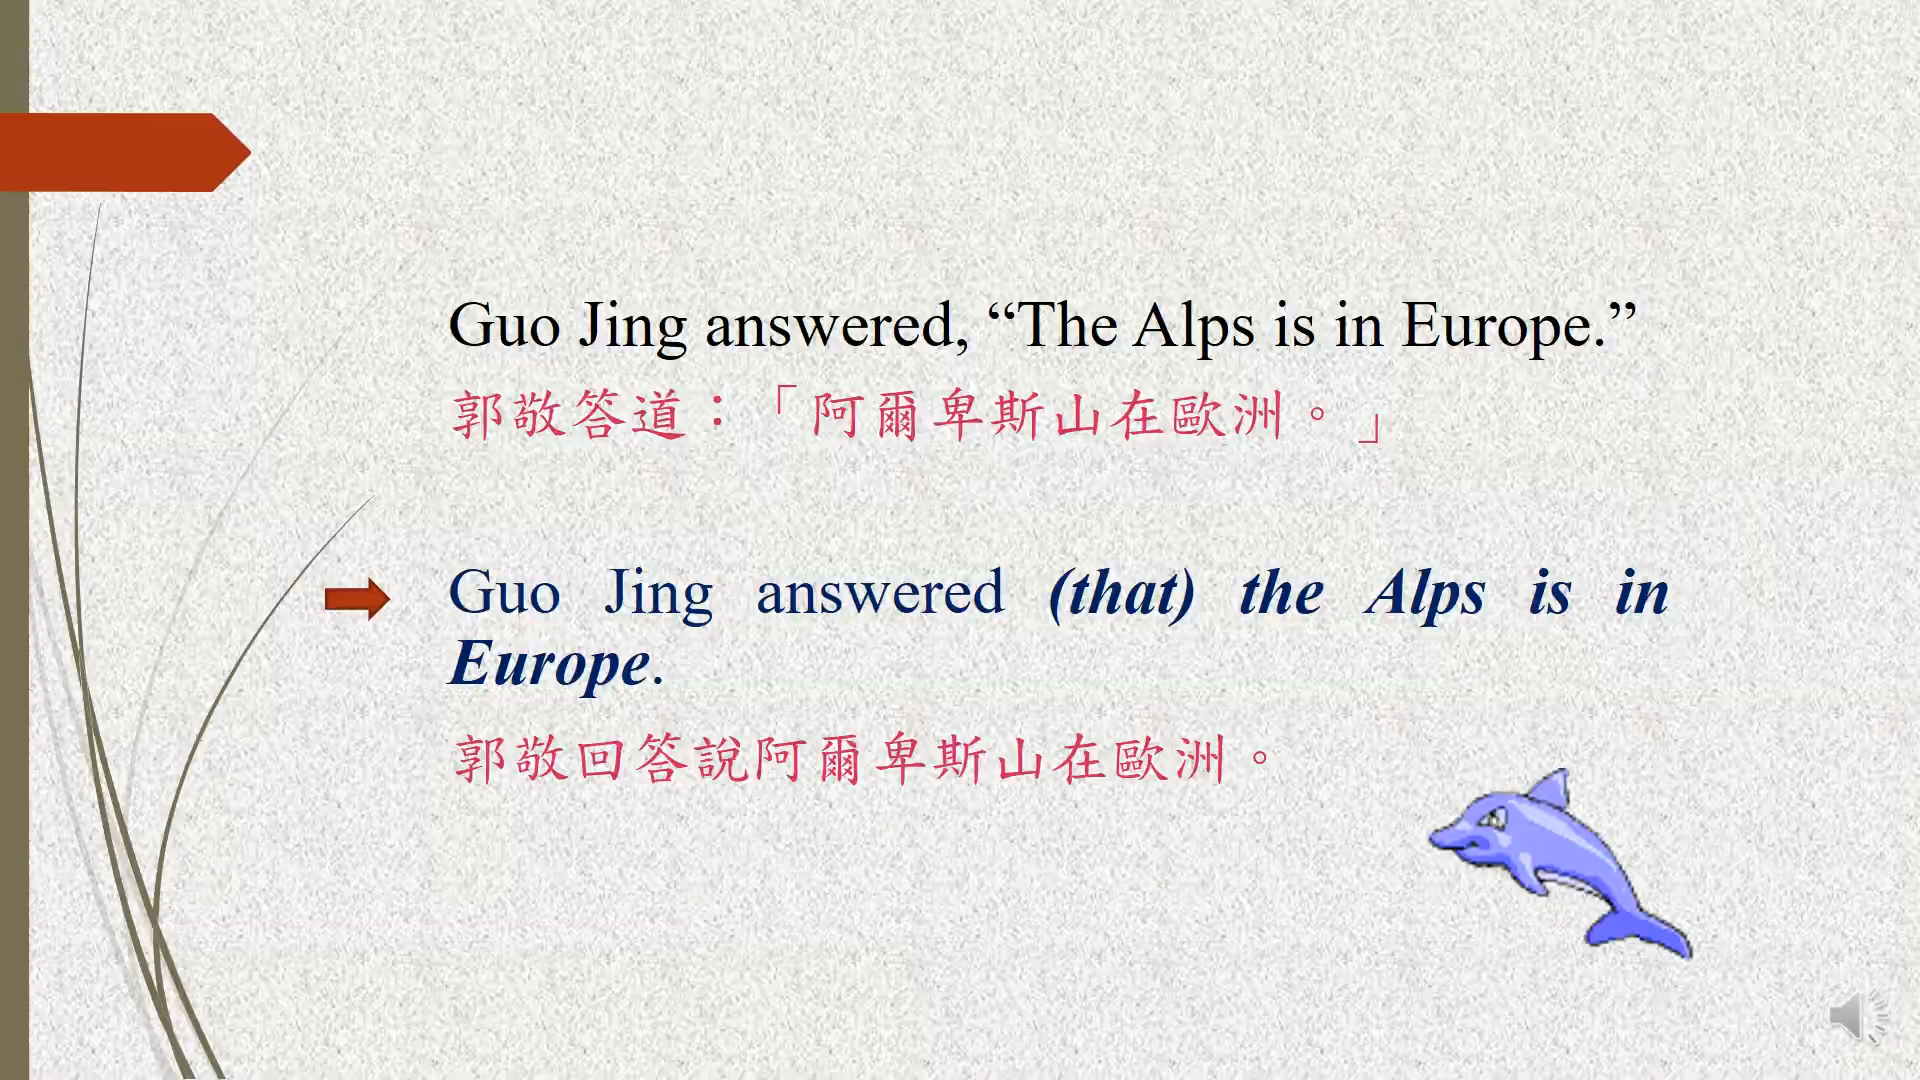 Guo Jing answered, “The Alps is in Europe.”
郭敬答道：「阿爾卑斯山在歐洲。」
Guo Jing answered (that) the Alps is in
Europe.
郭敬回答說阿爾卑斯山在歐洲。